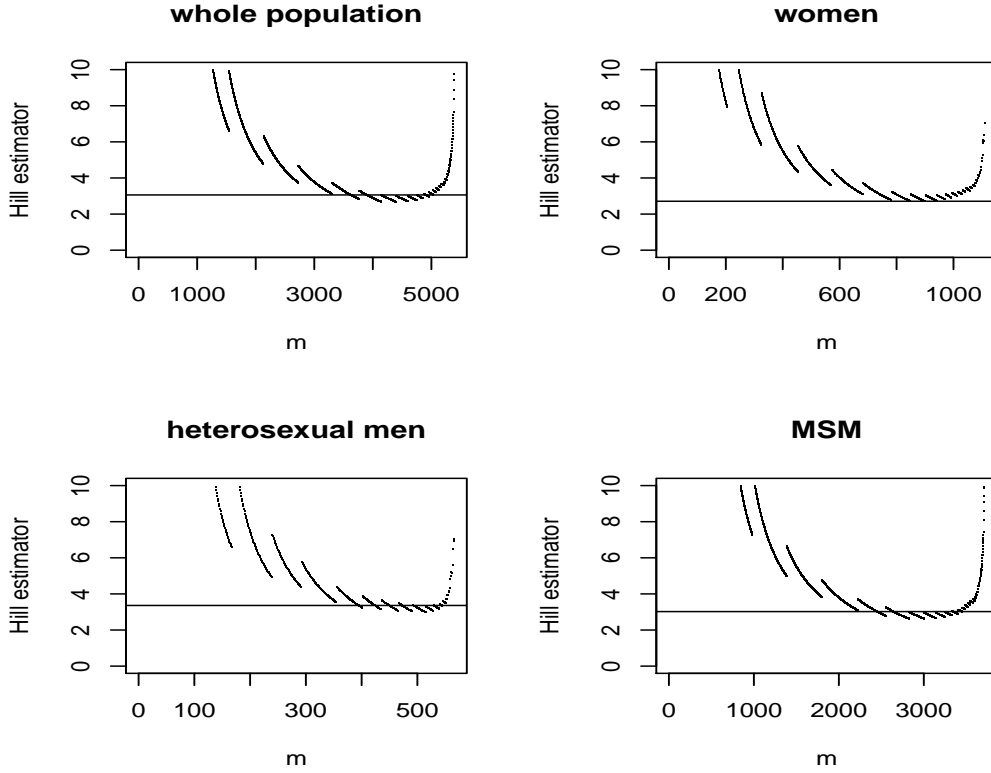 whole population
Hill estimator
0 2 4 6 8 10
0 1000 3000 5000
m
women
Hill estimator
0 2 4 6 8 10
0 200 600 1000
m
heterosexual men
Hill estimator
0 2 4 6 8 10
0 100 300 500
m
MSM
Hill estimator
0 2 4 6 8 10
0 1000 2000 3000
m